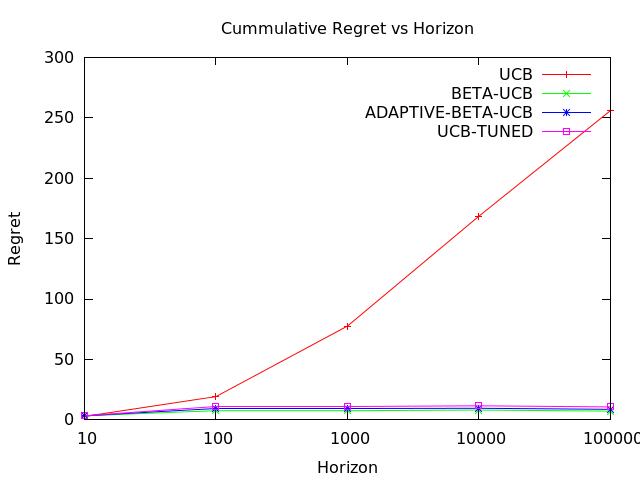 Cummulative Regret vs Horizon
300
250
200
150
100
50
0
Regret
UCB
BETA-UCB
ADAPTIVE-BETA-UCB
UCB-TUNED
10 100 1000 10000 100000
Horizon